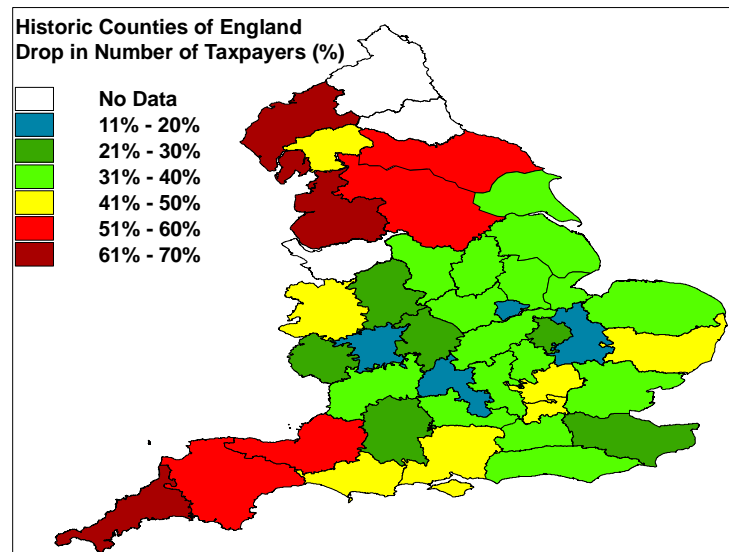 Historic Counties of England
Drop in Number of Taxpayers (%)
No Data
11% - 20%
21% - 30%
31% - 40%
41% - 50%
51% - 60%
61% - 70%